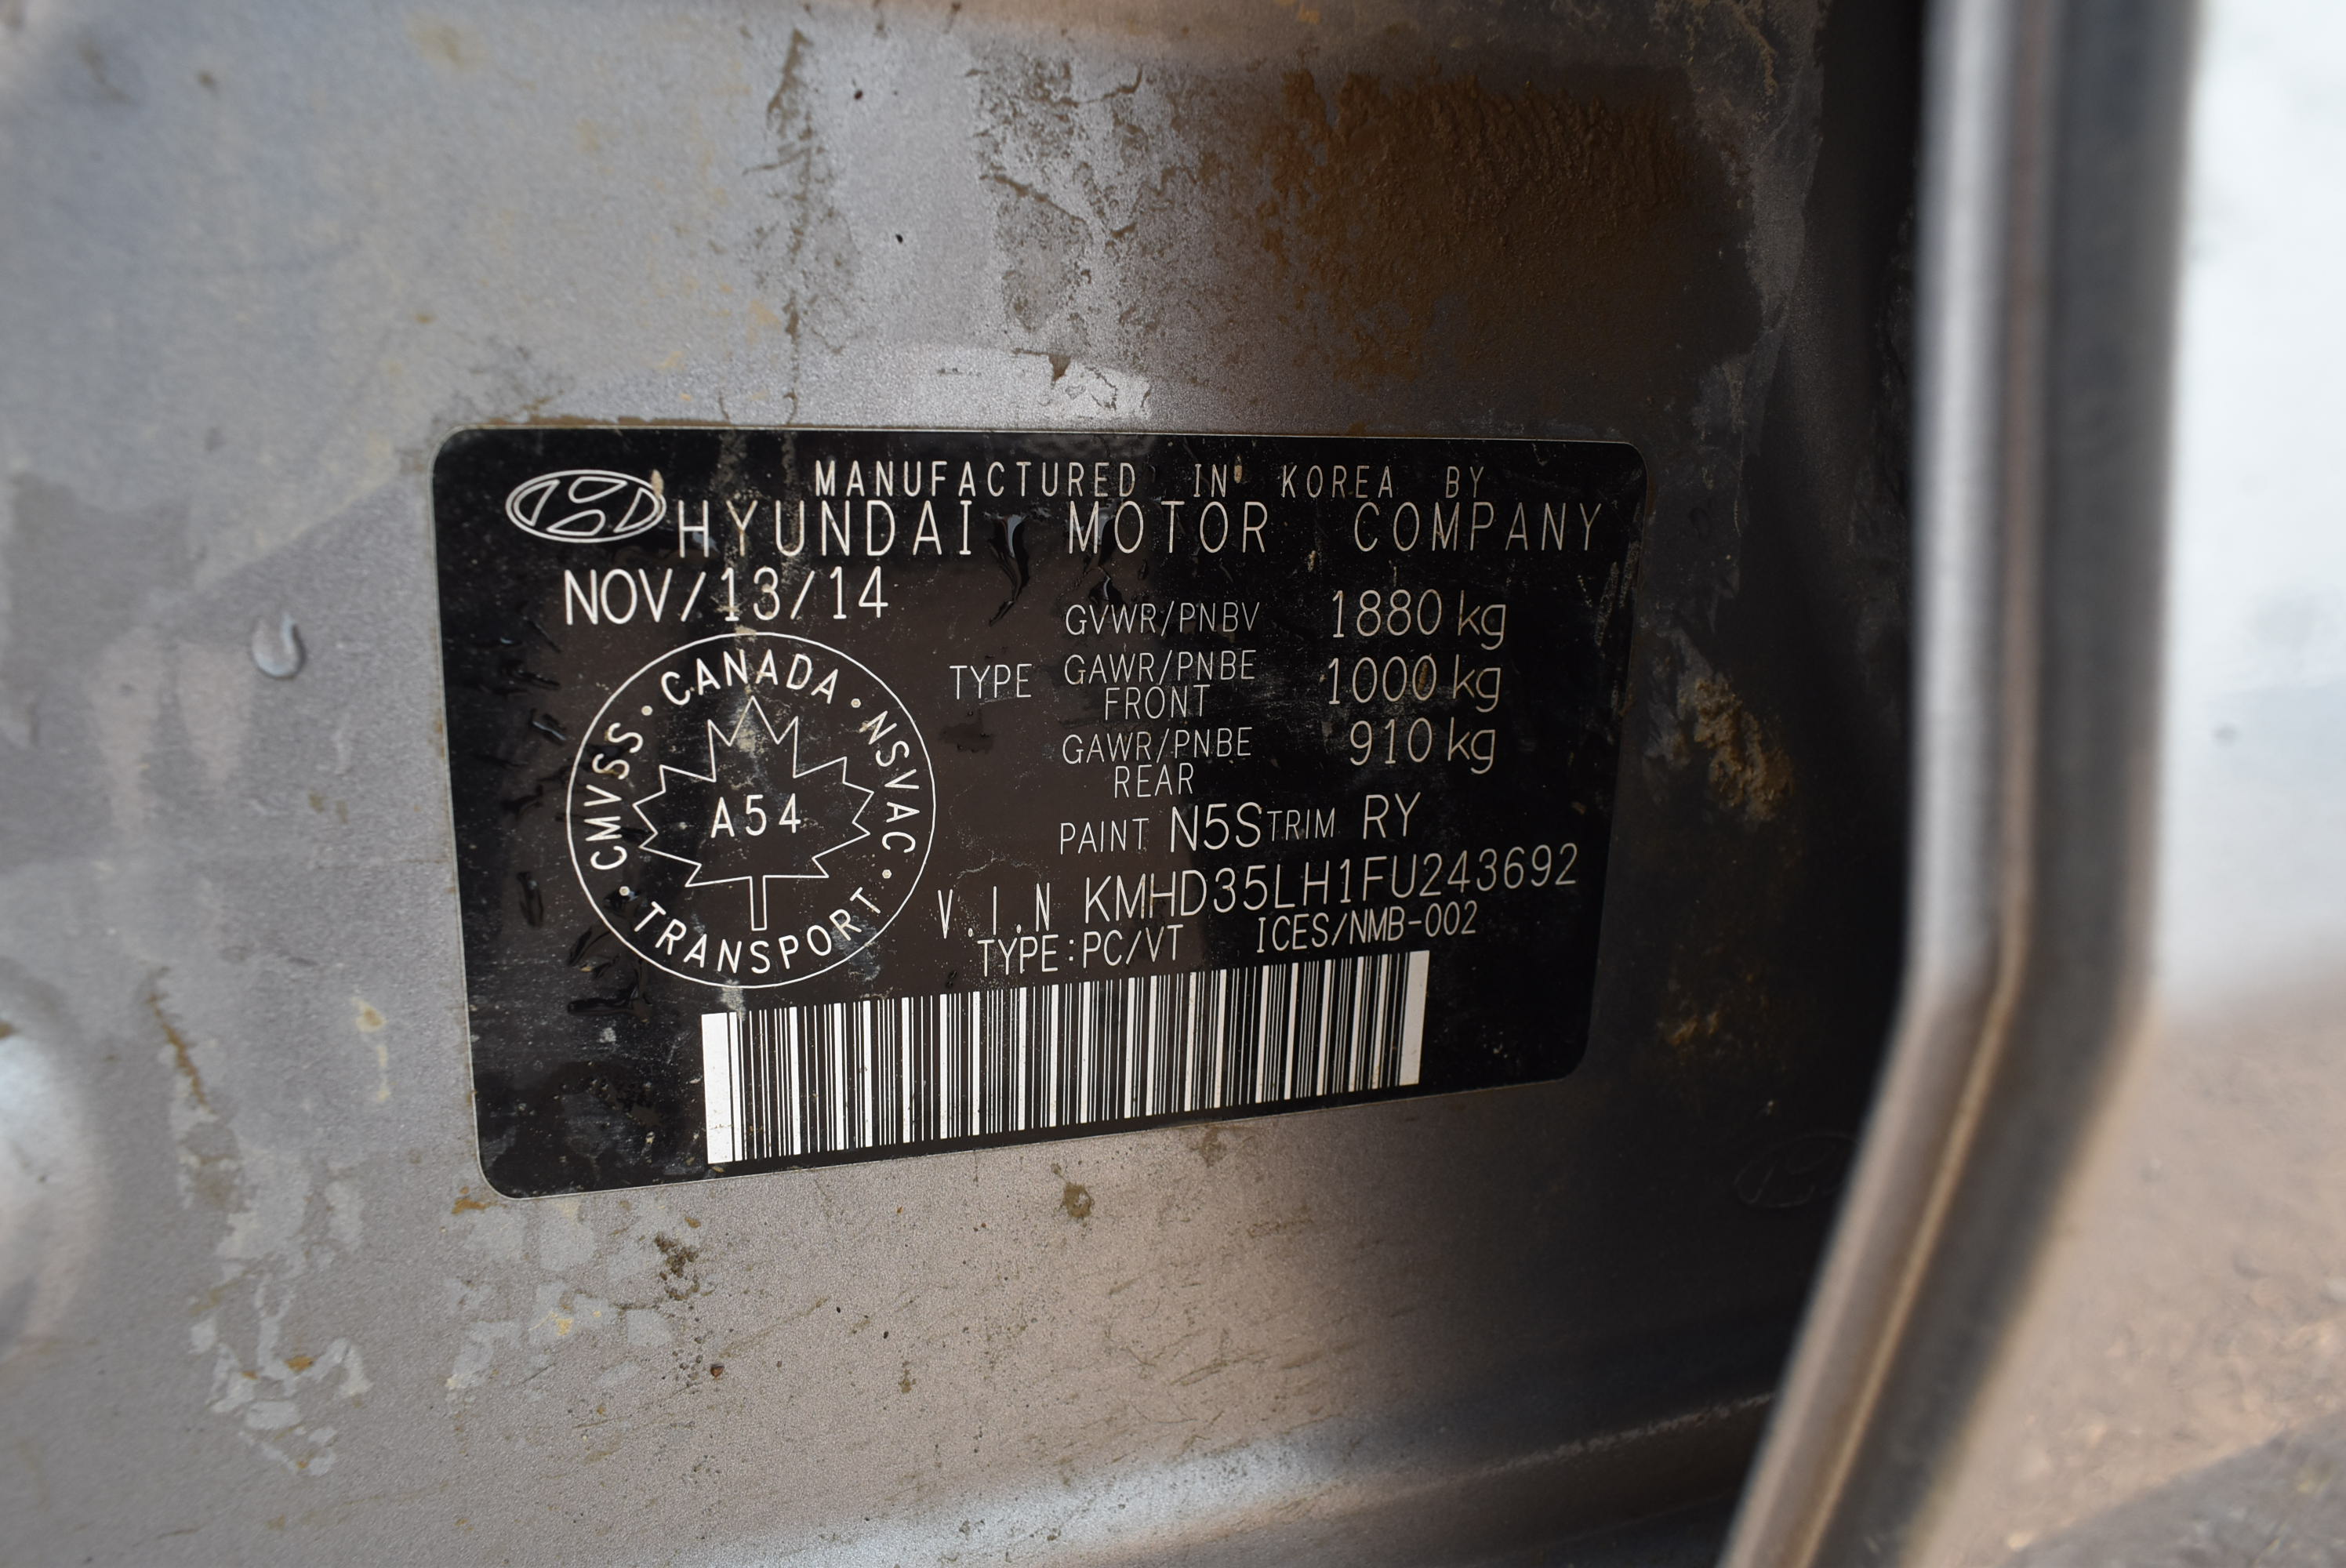 MANUFACTURED IN KOREA BY
HYUNDAI MOTOR COMPANY
NOV/13/14
GVWR/PNBV 1880 kg
TYPE GAWR/PNBE FRONT 1000 kg
GAWR/PNBE REAR 910 kg
CMVSS · CANADA · NSVAC · TRANSPORT ·
A54
PAINT N5S TRIM RY
V.I.N KMHD35LH1FU243692
TYPE:PC/VT ICES/NMB-002